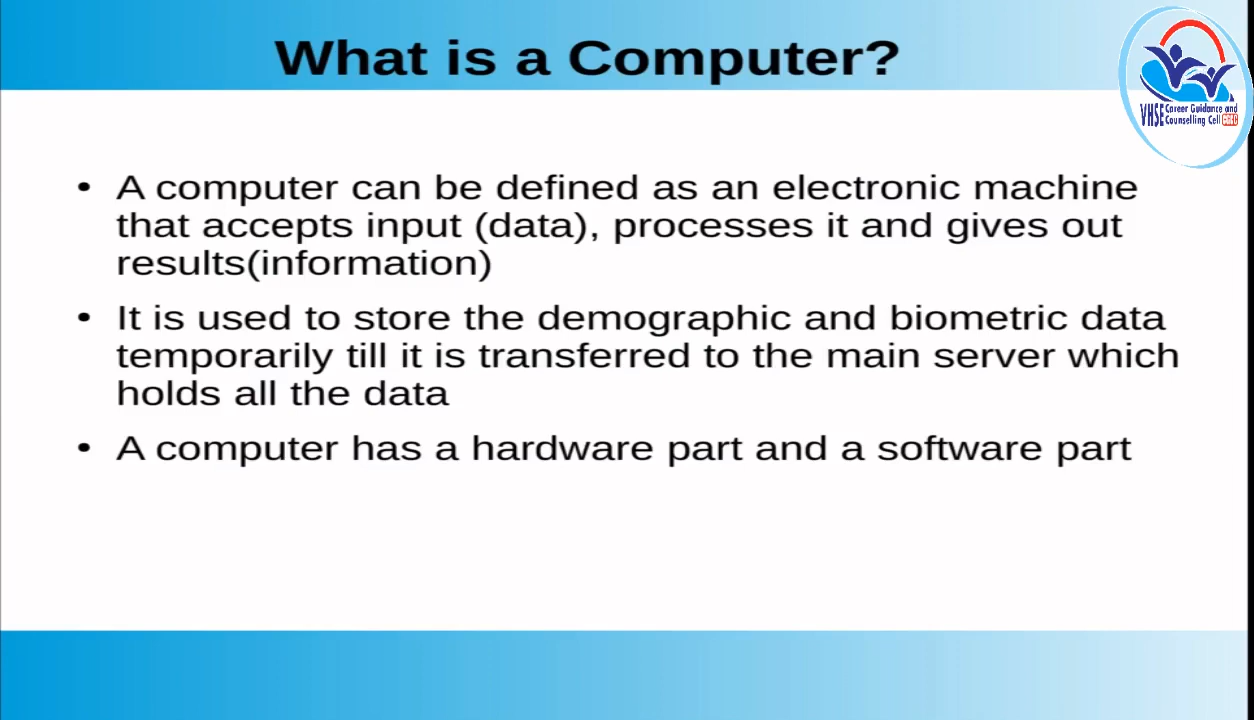 What is a Computer?
VHSE Career Guidance and
Counselling Cell CGCC
• A computer can be defined as an electronic machine
that accepts input (data), processes it and gives out
results(information)
• It is used to store the demographic and biometric data
temporarily till it is transferred to the main server which
holds all the data
• A computer has a hardware part and a software part